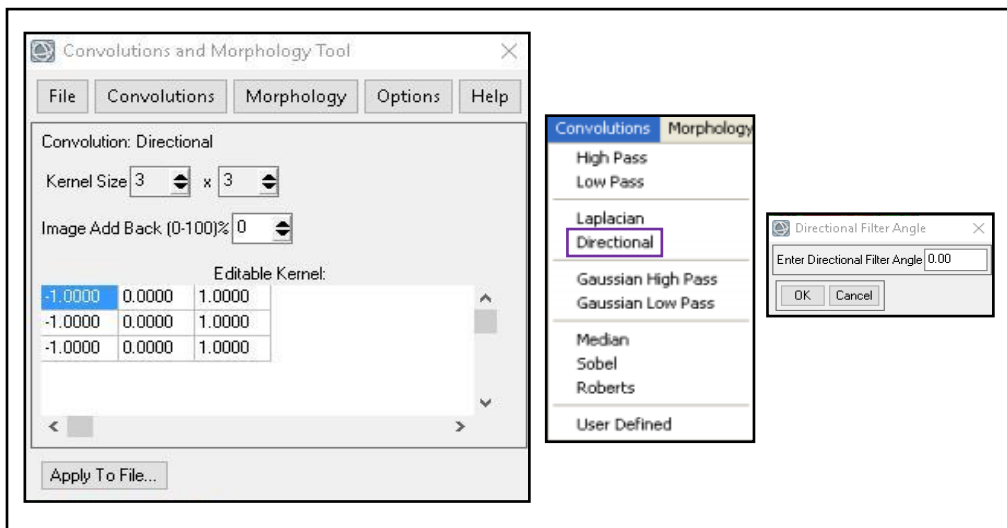 Convolutions and Morphology Tool
File Convolutions Morphology Options Help
Convolution: Directional
Kernel Size 3 x 3
Image Add Back (0-100)% 0
Editable Kernel:
-1.0000 0.0000 1.0000
-1.0000 0.0000 1.0000
-1.0000 0.0000 1.0000
Apply To File...
Convolutions Morphology
High Pass
Low Pass
Laplacian
Directional
Gaussian High Pass
Gaussian Low Pass
Median
Sobel
Roberts
User Defined
Directional Filter Angle
Enter Directional Filter Angle 0.00
OK Cancel